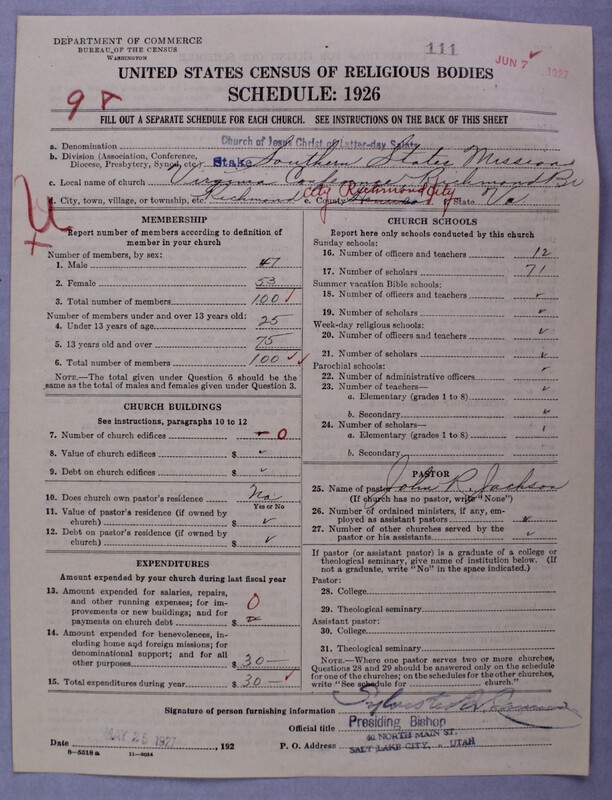 DEPARTMENT OF COMMERCE
BUREAU OF THE CENSUS
WASHINGTON
111
JUN 7 1927
UNITED STATES CENSUS OF RELIGIOUS BODIES
SCHEDULE: 1926
98
FILL OUT A SEPARATE SCHEDULE FOR EACH CHURCH. SEE INSTRUCTIONS ON THE BACK OF THIS SHEET
a. Denomination Church of Jesus Christ of Latter-day Saints
b. Division (Association, Conference, Diocese, Presbytery, Synod, etc.) Stake Southern States Mission
c. Local name of church Virginia Conference Richmond Br
d. City, town, village, or township, etc. Richmond City e. County Richmond City f. State Va
MEMBERSHIP
Report number of members according to definition of
member in your church
Number of members, by sex:
1. Male 47
2. Female 53
3. Total number of members 100 ✓
Number of members under and over 13 years old:
4. Under 13 years of age 25
5. 13 years old and over 75
6. Total number of members 100 ✓ ✓
NOTE.—The total given under Question 6 should be the
same as the total of males and females given under Question 3.
CHURCH BUILDINGS
See instructions, paragraphs 10 to 12
7. Number of church edifices 0
8. Value of church edifices $ ✓
9. Debt on church edifices $ ✓
10. Does church own pastor's residence No
Yes or No
11. Value of pastor's residence (if owned by
church) $ ✓
12. Debt on pastor's residence (if owned by
church) $ ✓
EXPENDITURES
Amount expended by your church during last fiscal year
13. Amount expended for salaries, repairs,
and other running expenses; for im-
provements or new buildings; and for
payments on church debt $ 0
14. Amount expended for benevolences, in-
cluding home and foreign missions; for
denominational support; and for all
other purposes $ 30—
15. Total expenditures during year $ 30— ✓
CHURCH SCHOOLS
Report here only schools conducted by this church
Sunday schools:
16. Number of officers and teachers 12
17. Number of scholars 71
Summer vacation Bible schools:
18. Number of officers and teachers ✓
19. Number of scholars ✓
Week-day religious schools:
20. Number of officers and teachers ✓
21. Number of scholars ✓
Parochial schools:
22. Number of administrative officers ✓
23. Number of teachers—
a. Elementary (grades 1 to 8) ✓
b. Secondary ✓
24. Number of scholars—
a. Elementary (grades 1 to 8)
b. Secondary ✓
PASTOR
25. Name of pastor John R. Jackson
(If church has no pastor, write "None")
26. Number of ordained ministers, if any, em-
ployed as assistant pastors ✓
27. Number of other churches served by the
pastor or his assistants ✓
If pastor (or assistant pastor) is a graduate of a college or
theological seminary, give name of institution below. (If
not a graduate, write "No" in the space indicated.)
Pastor:
28. College
29. Theological seminary
Assistant pastor:
30. College
31. Theological seminary
NOTE.—Where one pastor serves two or more churches,
Questions 28 and 29 should be answered only on the schedule
for one of the churches; on the schedules for the other churches,
write "See schedule for church."
Signature of person furnishing information
Official title Presiding Bishop
Date MAY 25 1927, 192 P. O. Address 40 NORTH MAIN ST.
SALT LAKE CITY, UTAH
8—5518 a 11—9034